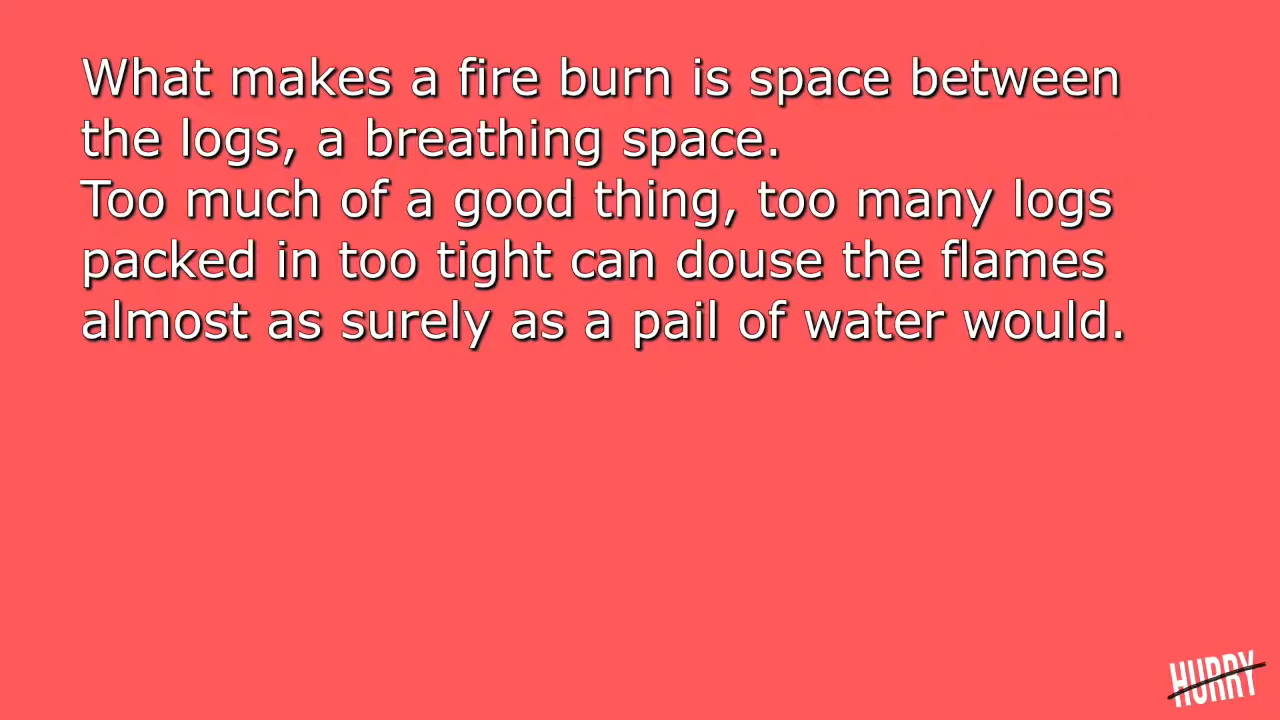 What makes a fire burn is space between
the logs, a breathing space.
Too much of a good thing, too many logs
packed in too tight can douse the flames
almost as surely as a pail of water would.
HURRY